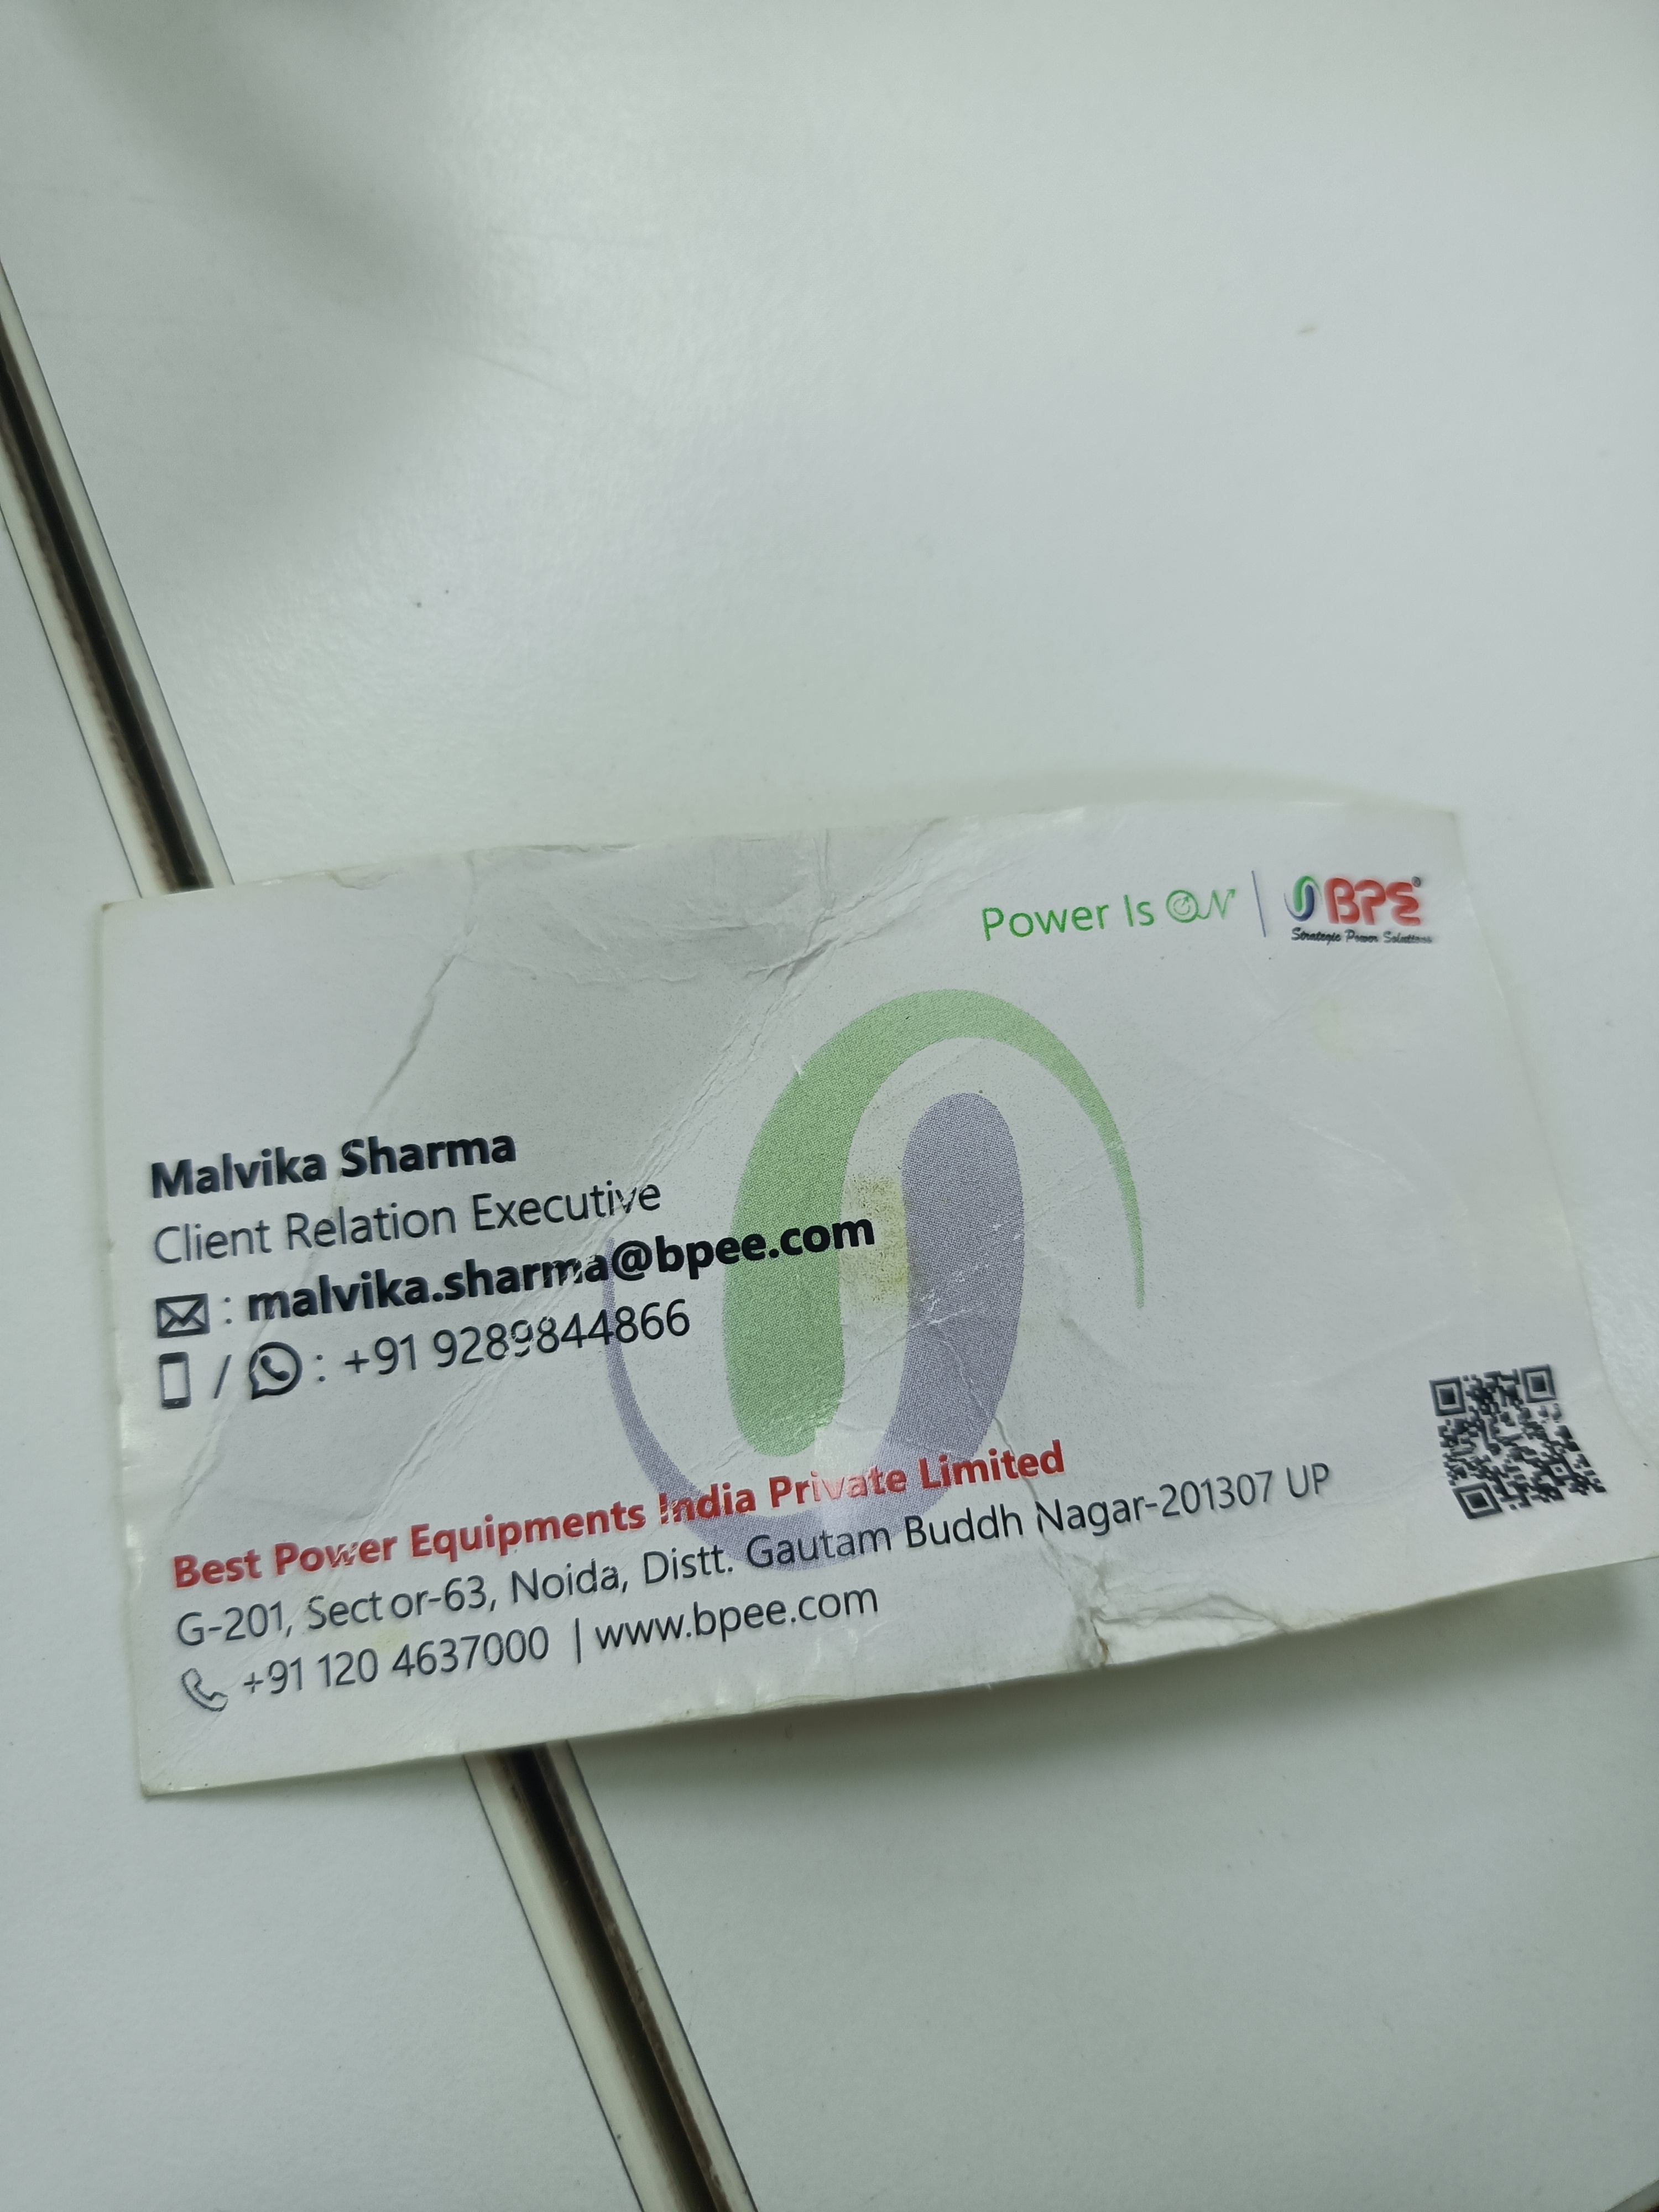 Power Is ON | BPE®
Strategic Power Solutions
Malvika Sharma
Client Relation Executive
: malvika.sharma@bpee.com
/ : +91 9289844866
Best Power Equipments India Private Limited
G-201, Sector-63, Noida, Distt. Gautam Buddh Nagar-201307 UP
+91 120 4637000 | www.bpee.com